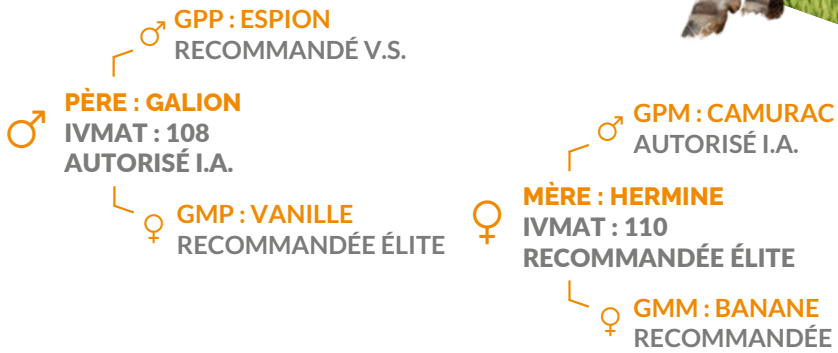 GPP : ESPION
RECOMMANDÉ V.S.
PÈRE : GALION
IVMAT : 108
AUTORISÉ I.A.
GMP : VANILLE
RECOMMANDÉE ÉLITE
GPM : CAMURAC
AUTORISÉ I.A.
MÈRE : HERMINE
IVMAT : 110
RECOMMANDÉE ÉLITE
GMM : BANANE
RECOMMANDÉE